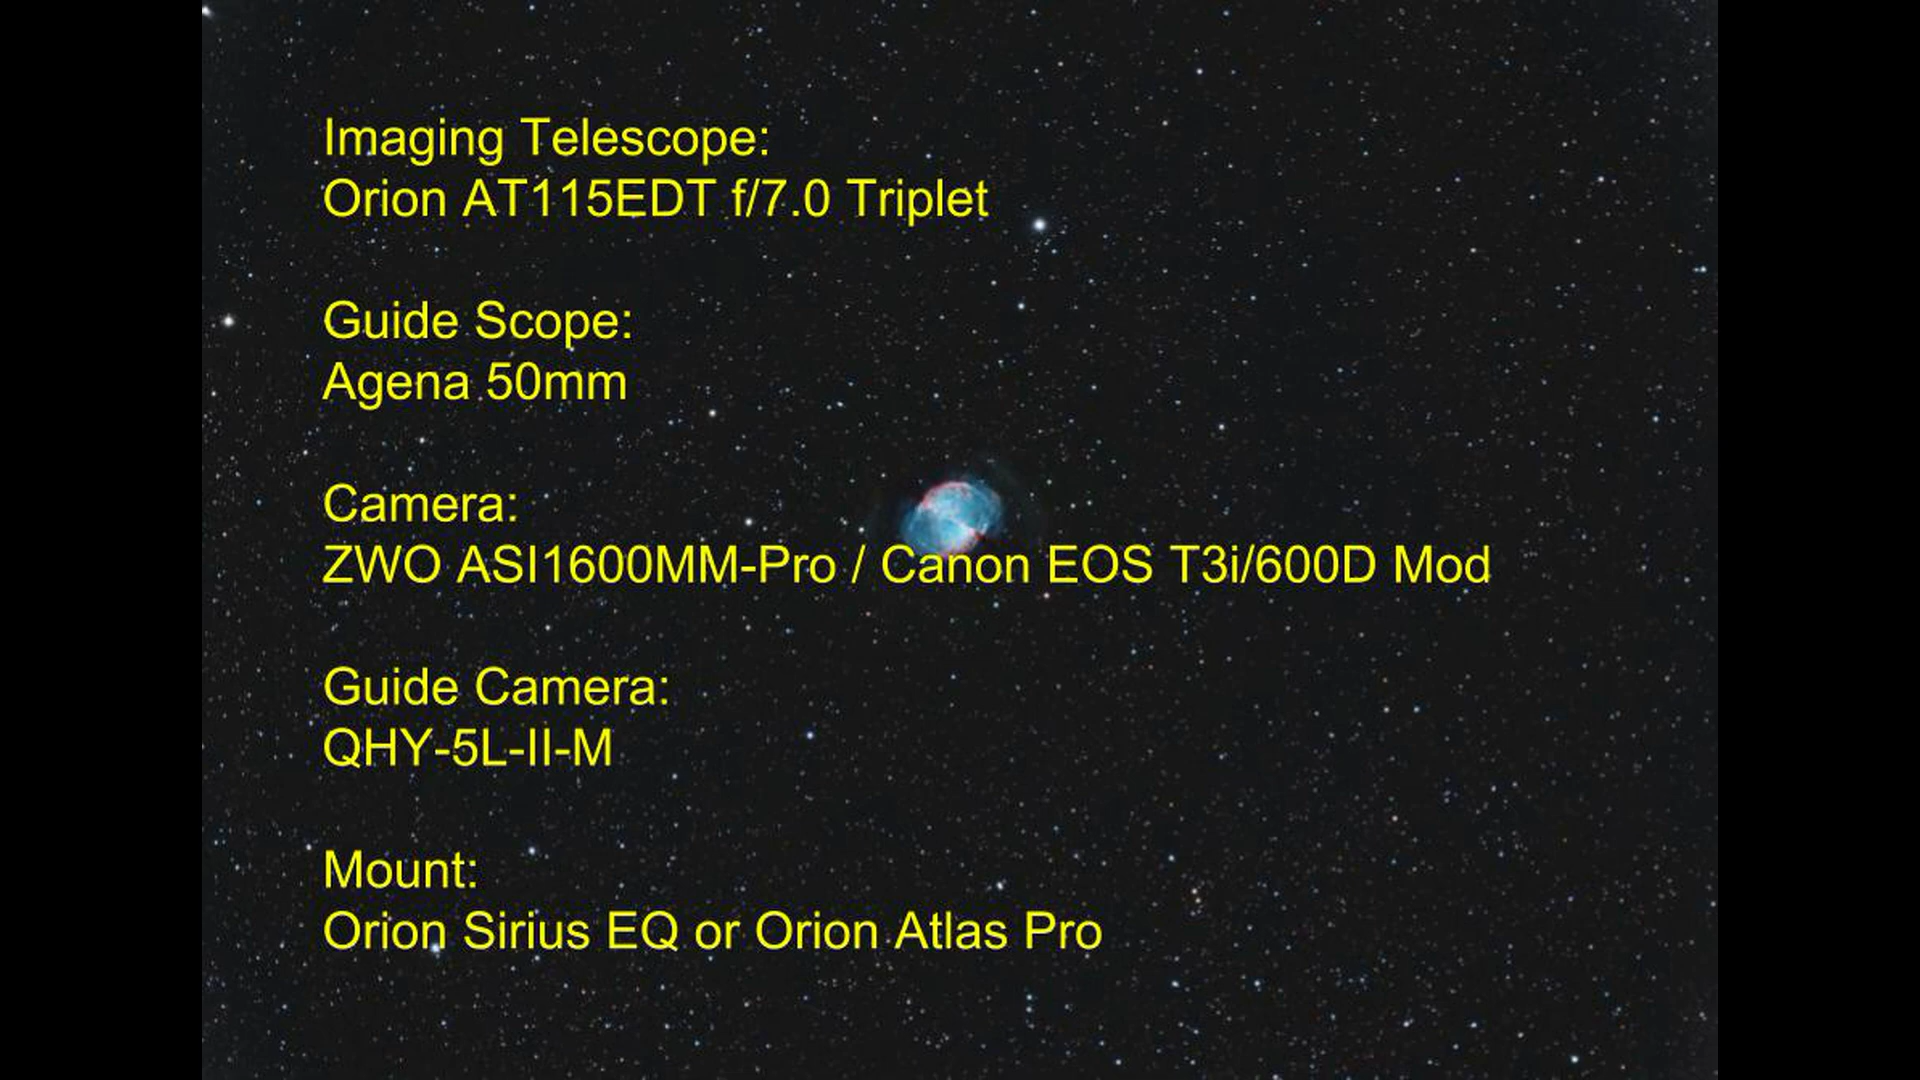 Imaging Telescope:
Orion AT115EDT f/7.0 Triplet
Guide Scope:
Agena 50mm
Camera:
ZWO ASI1600MM-Pro / Canon EOS T3i/600D Mod
Guide Camera:
QHY-5L-II-M
Mount:
Orion Sirius EQ or Orion Atlas Pro